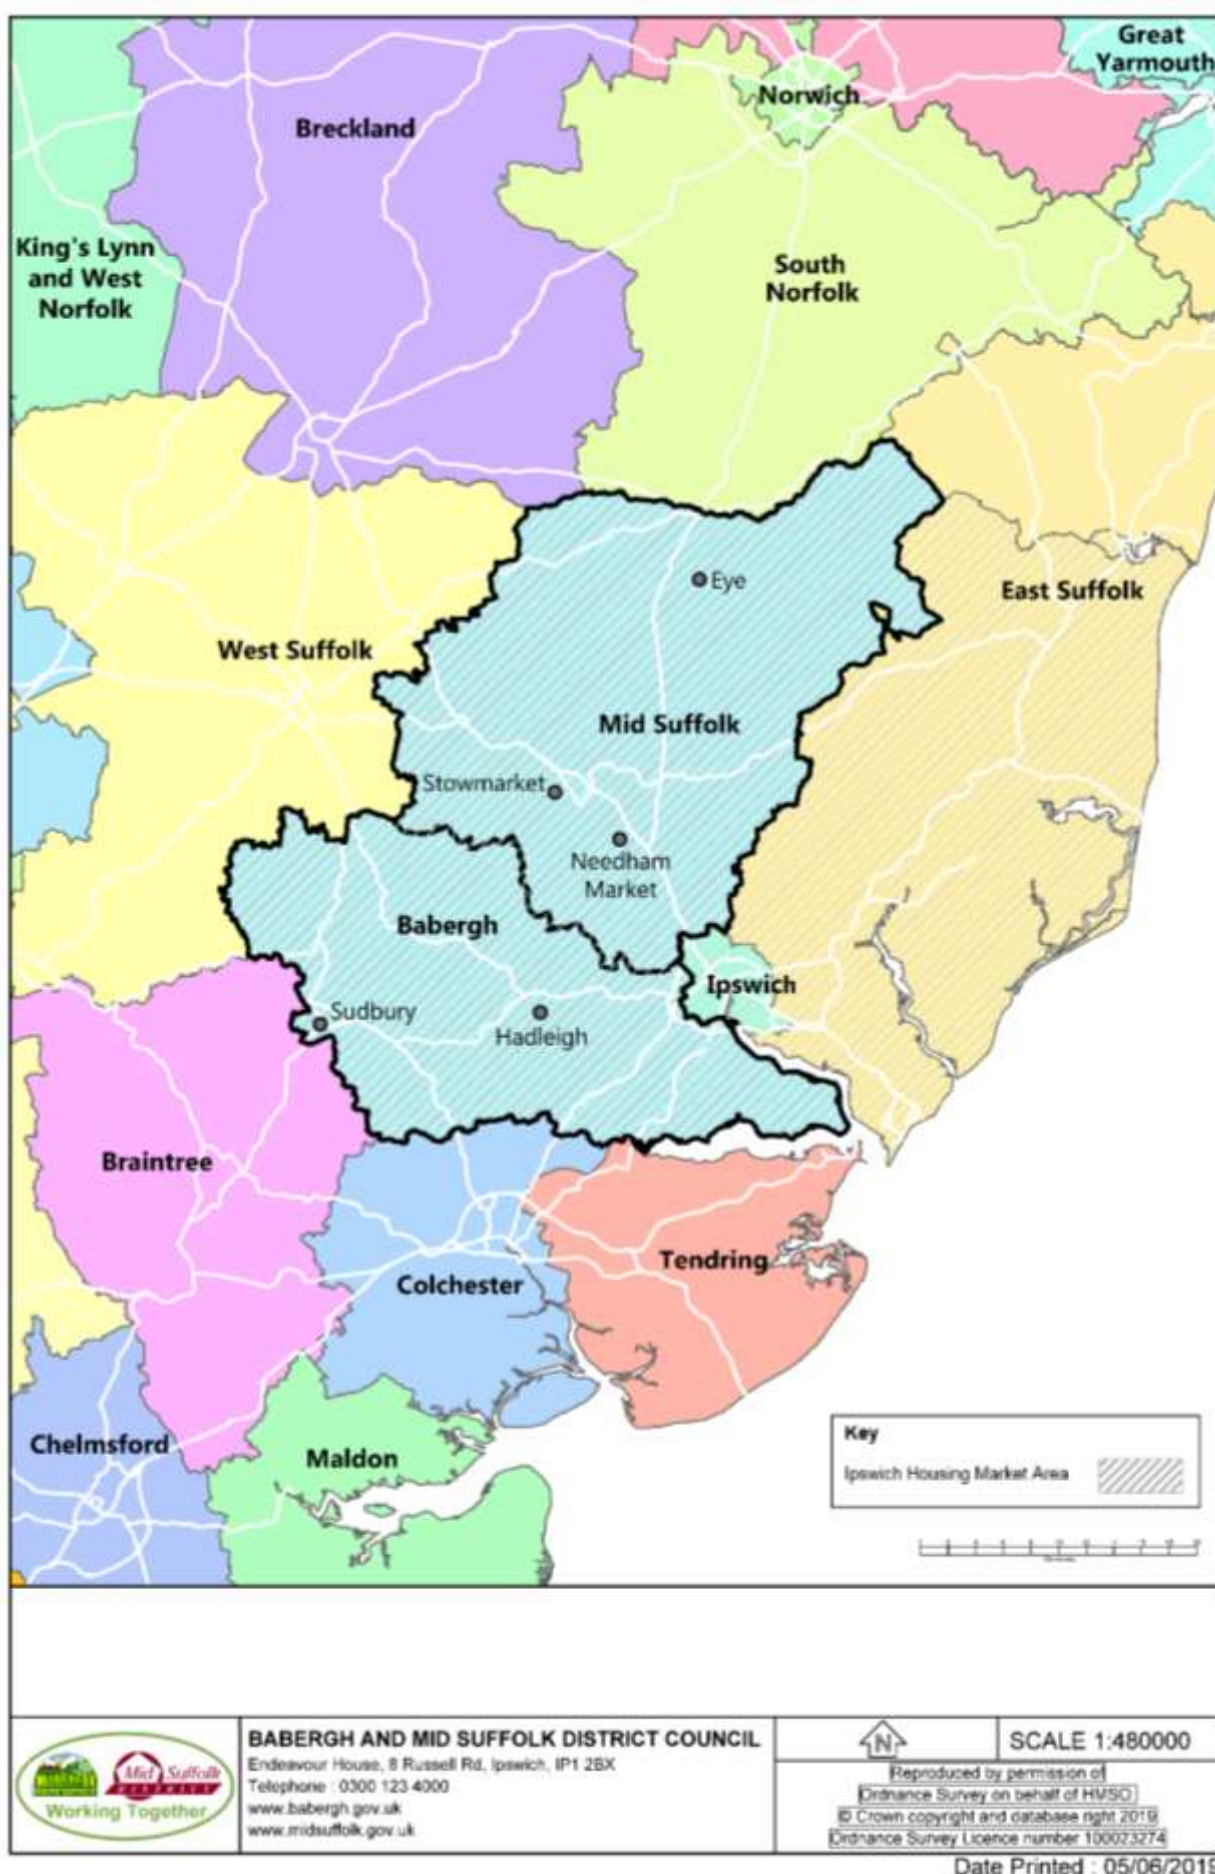 Great
Yarmouth
Norwich
Breckland
King's Lynn
and West
Norfolk
South
Norfolk
Eye
East Suffolk
West Suffolk
Mid Suffolk
Stowmarket
Needham
Market
Babergh
Ipswich
Sudbury
Hadleigh
Braintree
Tendring
Colchester
Chelmsford
Maldon
Key
Ipswich Housing Market Area
Mid Suffolk
DISTRICT
Working Together
BABERGH AND MID SUFFOLK DISTRICT COUNCIL
Endeavour House, 8 Russell Rd, Ipswich, IP1 2BX
Telephone : 0300 123 4000
www.babergh.gov.uk
www.midsuffolk.gov.uk
N
SCALE 1:480000
Reproduced by permission of
Ordnance Survey on behalf of HMSO
© Crown copyright and database right 2019
Ordnance Survey Licence number 100023274
Date Printed : 05/06/2019